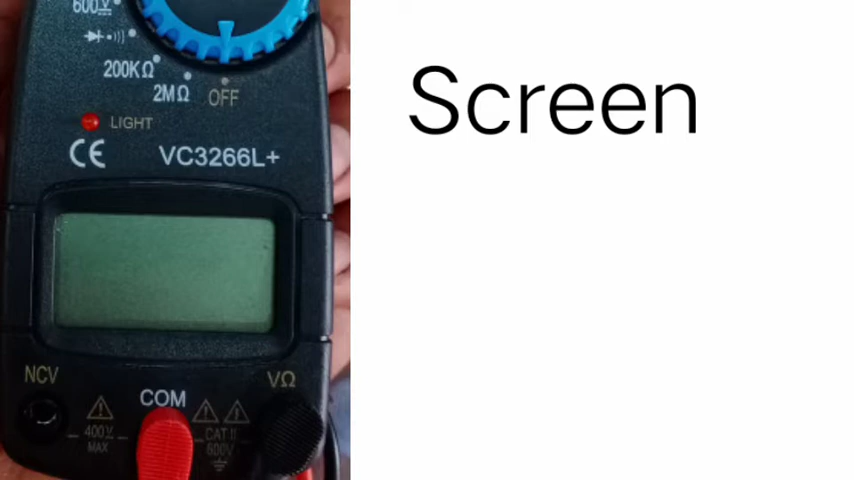 600V
200KΩ
2MΩ
OFF
LIGHT
CE
VC3266L+
NCV
COM
VΩ
400V
MAX
CAT II
600V
Screen